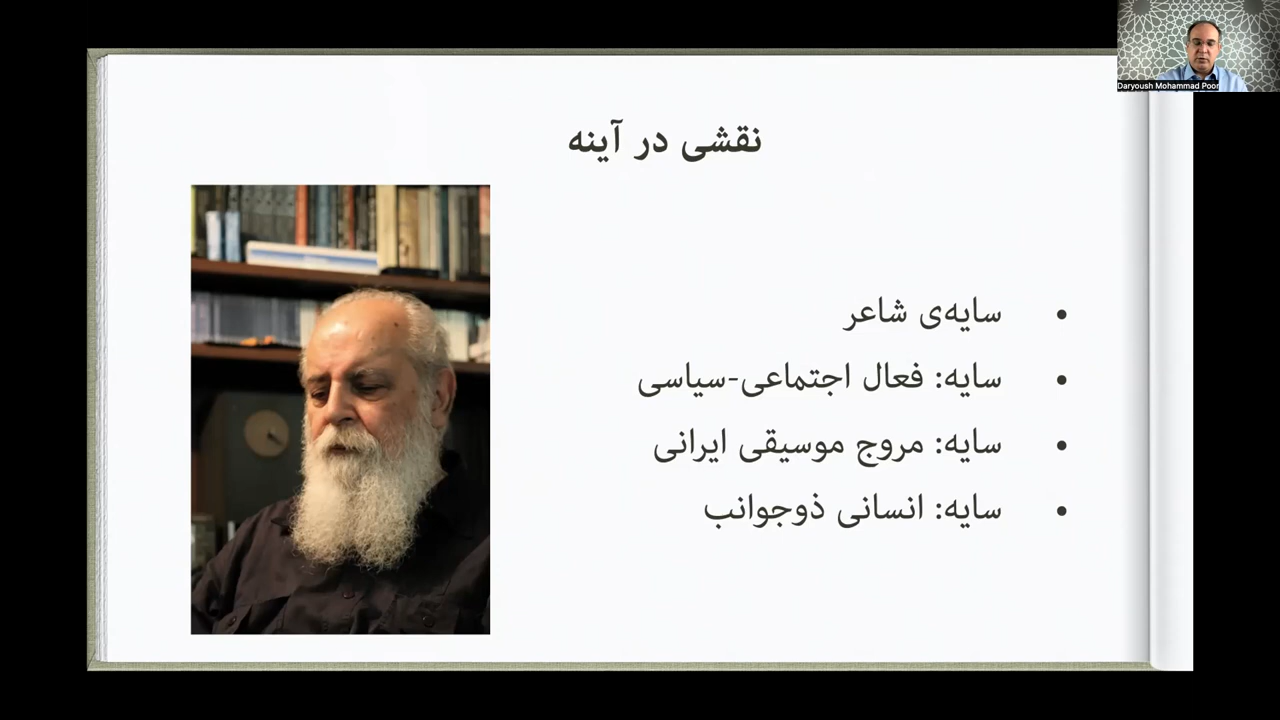 Daryoush Mohammad Poor
نقشی در آینه
• سایه‌ی شاعر
• سایه: فعال اجتماعی-سیاسی
• سایه: مروج موسیقی ایرانی
• سایه: انسانی ذوجوانب